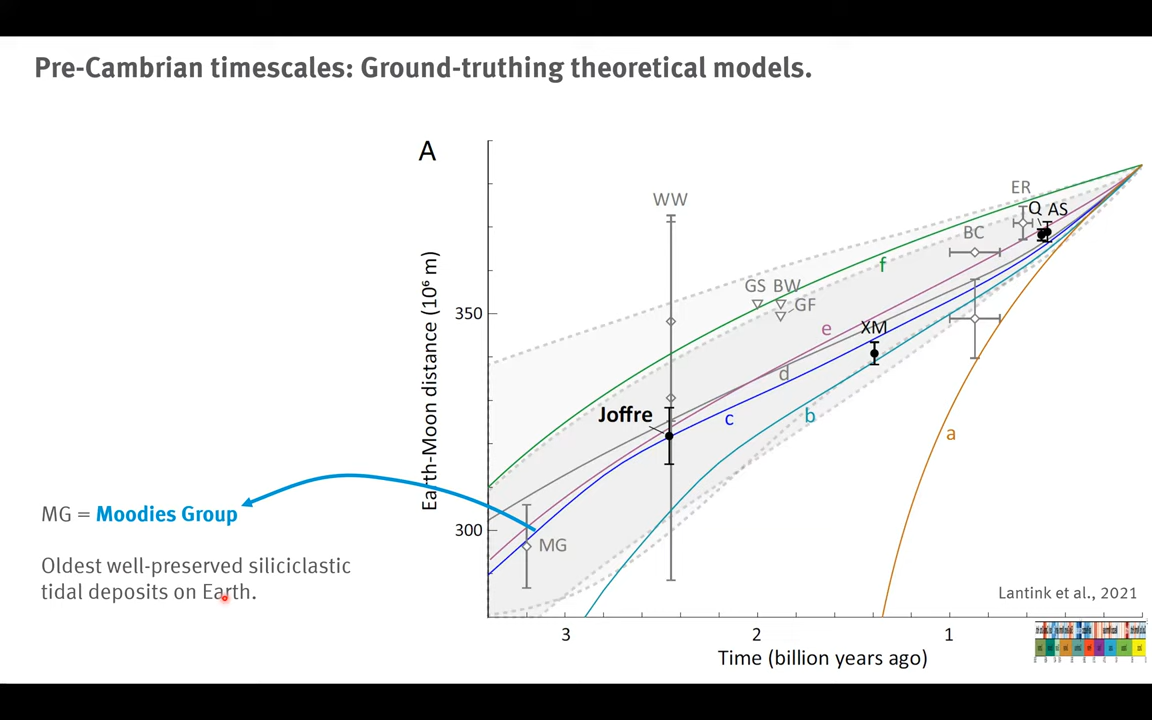 Pre-Cambrian timescales: Ground-truthing theoretical models.
A
Earth-Moon distance (10⁶ m)
350
300
WW
GS BW
GF
ER
Q AS
BC
f
e
XM
d
c
b
a
Joffre
MG
MG = Moodies Group
Oldest well-preserved siliciclastic
tidal deposits on Earth.
Lantink et al., 2021
3 2 1
Time (billion years ago)